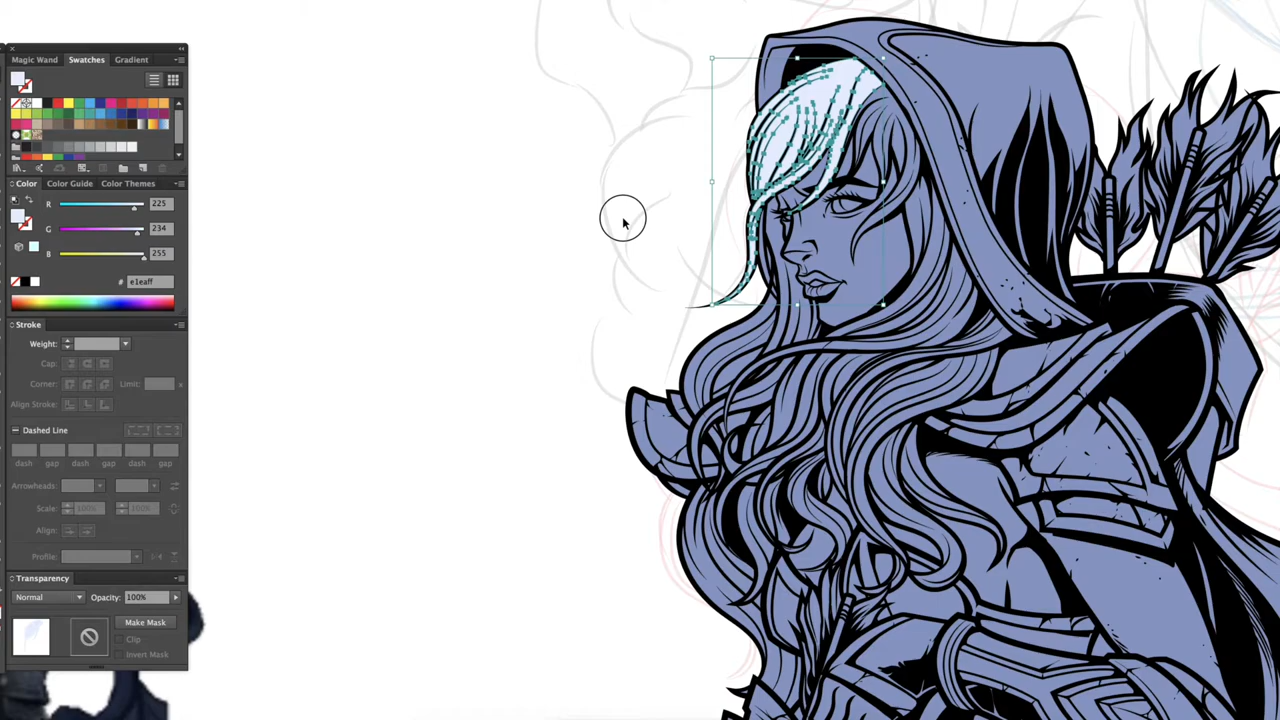 Magic Wand Swatches Gradient
Color Color Guide Color Themes
R 225
G 234
B 255
# e1eaff
Stroke
Weight:
Cap:
Corner: Limit: x
Align Stroke:
Dashed Line
dash gap dash gap dash gap
Arrowheads:
Scale: 100% 100%
Align:
Profile:
Transparency
Normal Opacity: 100%
Make Mask
Clip
Invert Mask